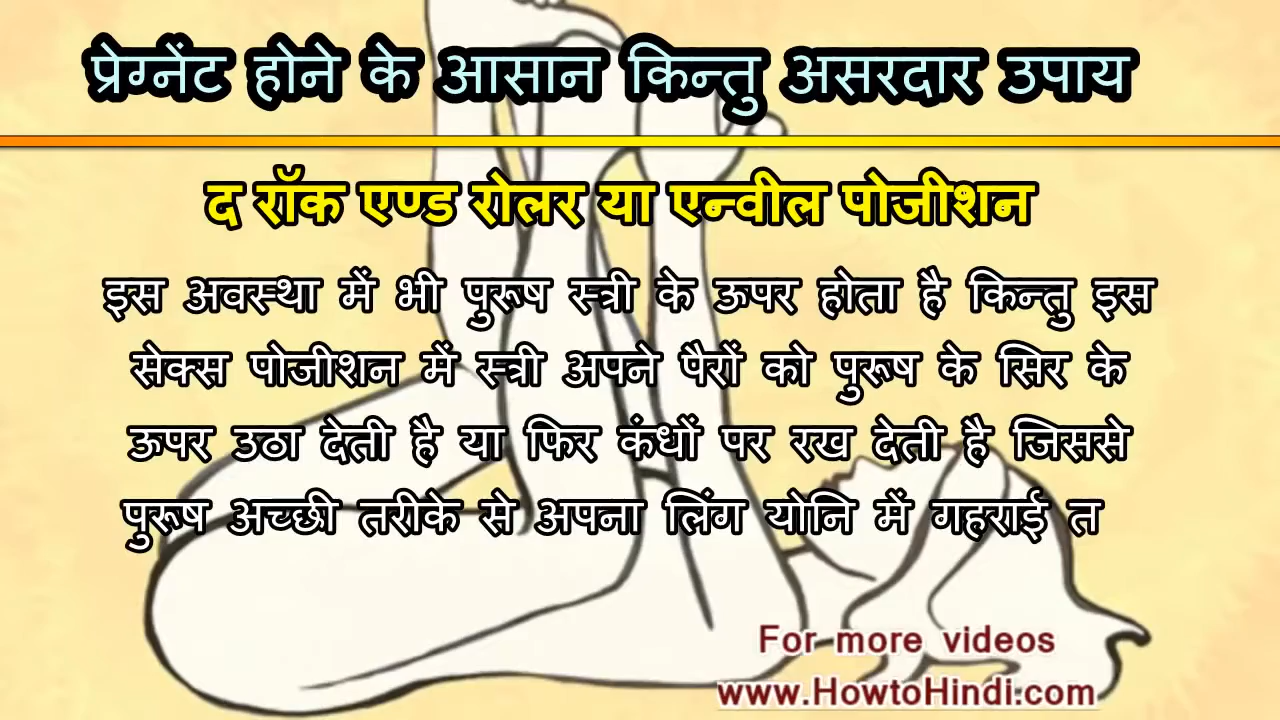 प्रेग्नेंट होने के आसान किन्तु असरदार उपाय
द रॉक एण्ड रोलर या एन्वील पोजीशन
इस अवस्था में भी पुरूष स्त्री के ऊपर होता है किन्तु इस
सेक्स पोजीशन में स्त्री अपने पैरों को पुरूष के सिर के
ऊपर उठा देती है या फिर कंधों पर रख देती है जिससे
पुरूष अच्छी तरीके से अपना लिंग योनि में गहराई त
For more videos
www.HowtoHindi.com